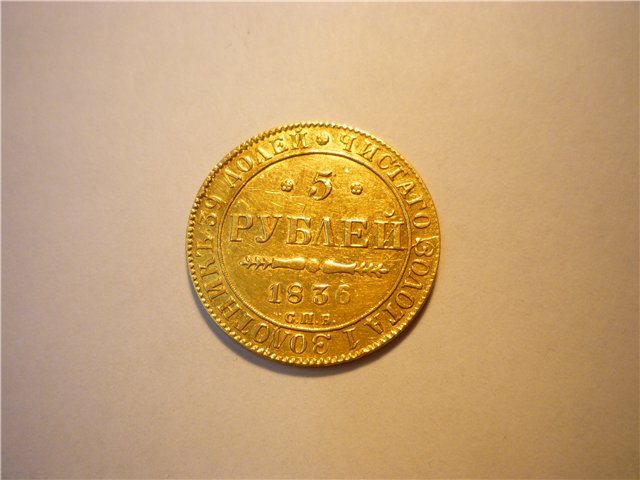 ЧИСТАГО ЗОЛОТА 1 ЗОЛОТНИКЪ 39 ДОЛЕЙ
5
РУБЛЕЙ
1836
С.П.Б.